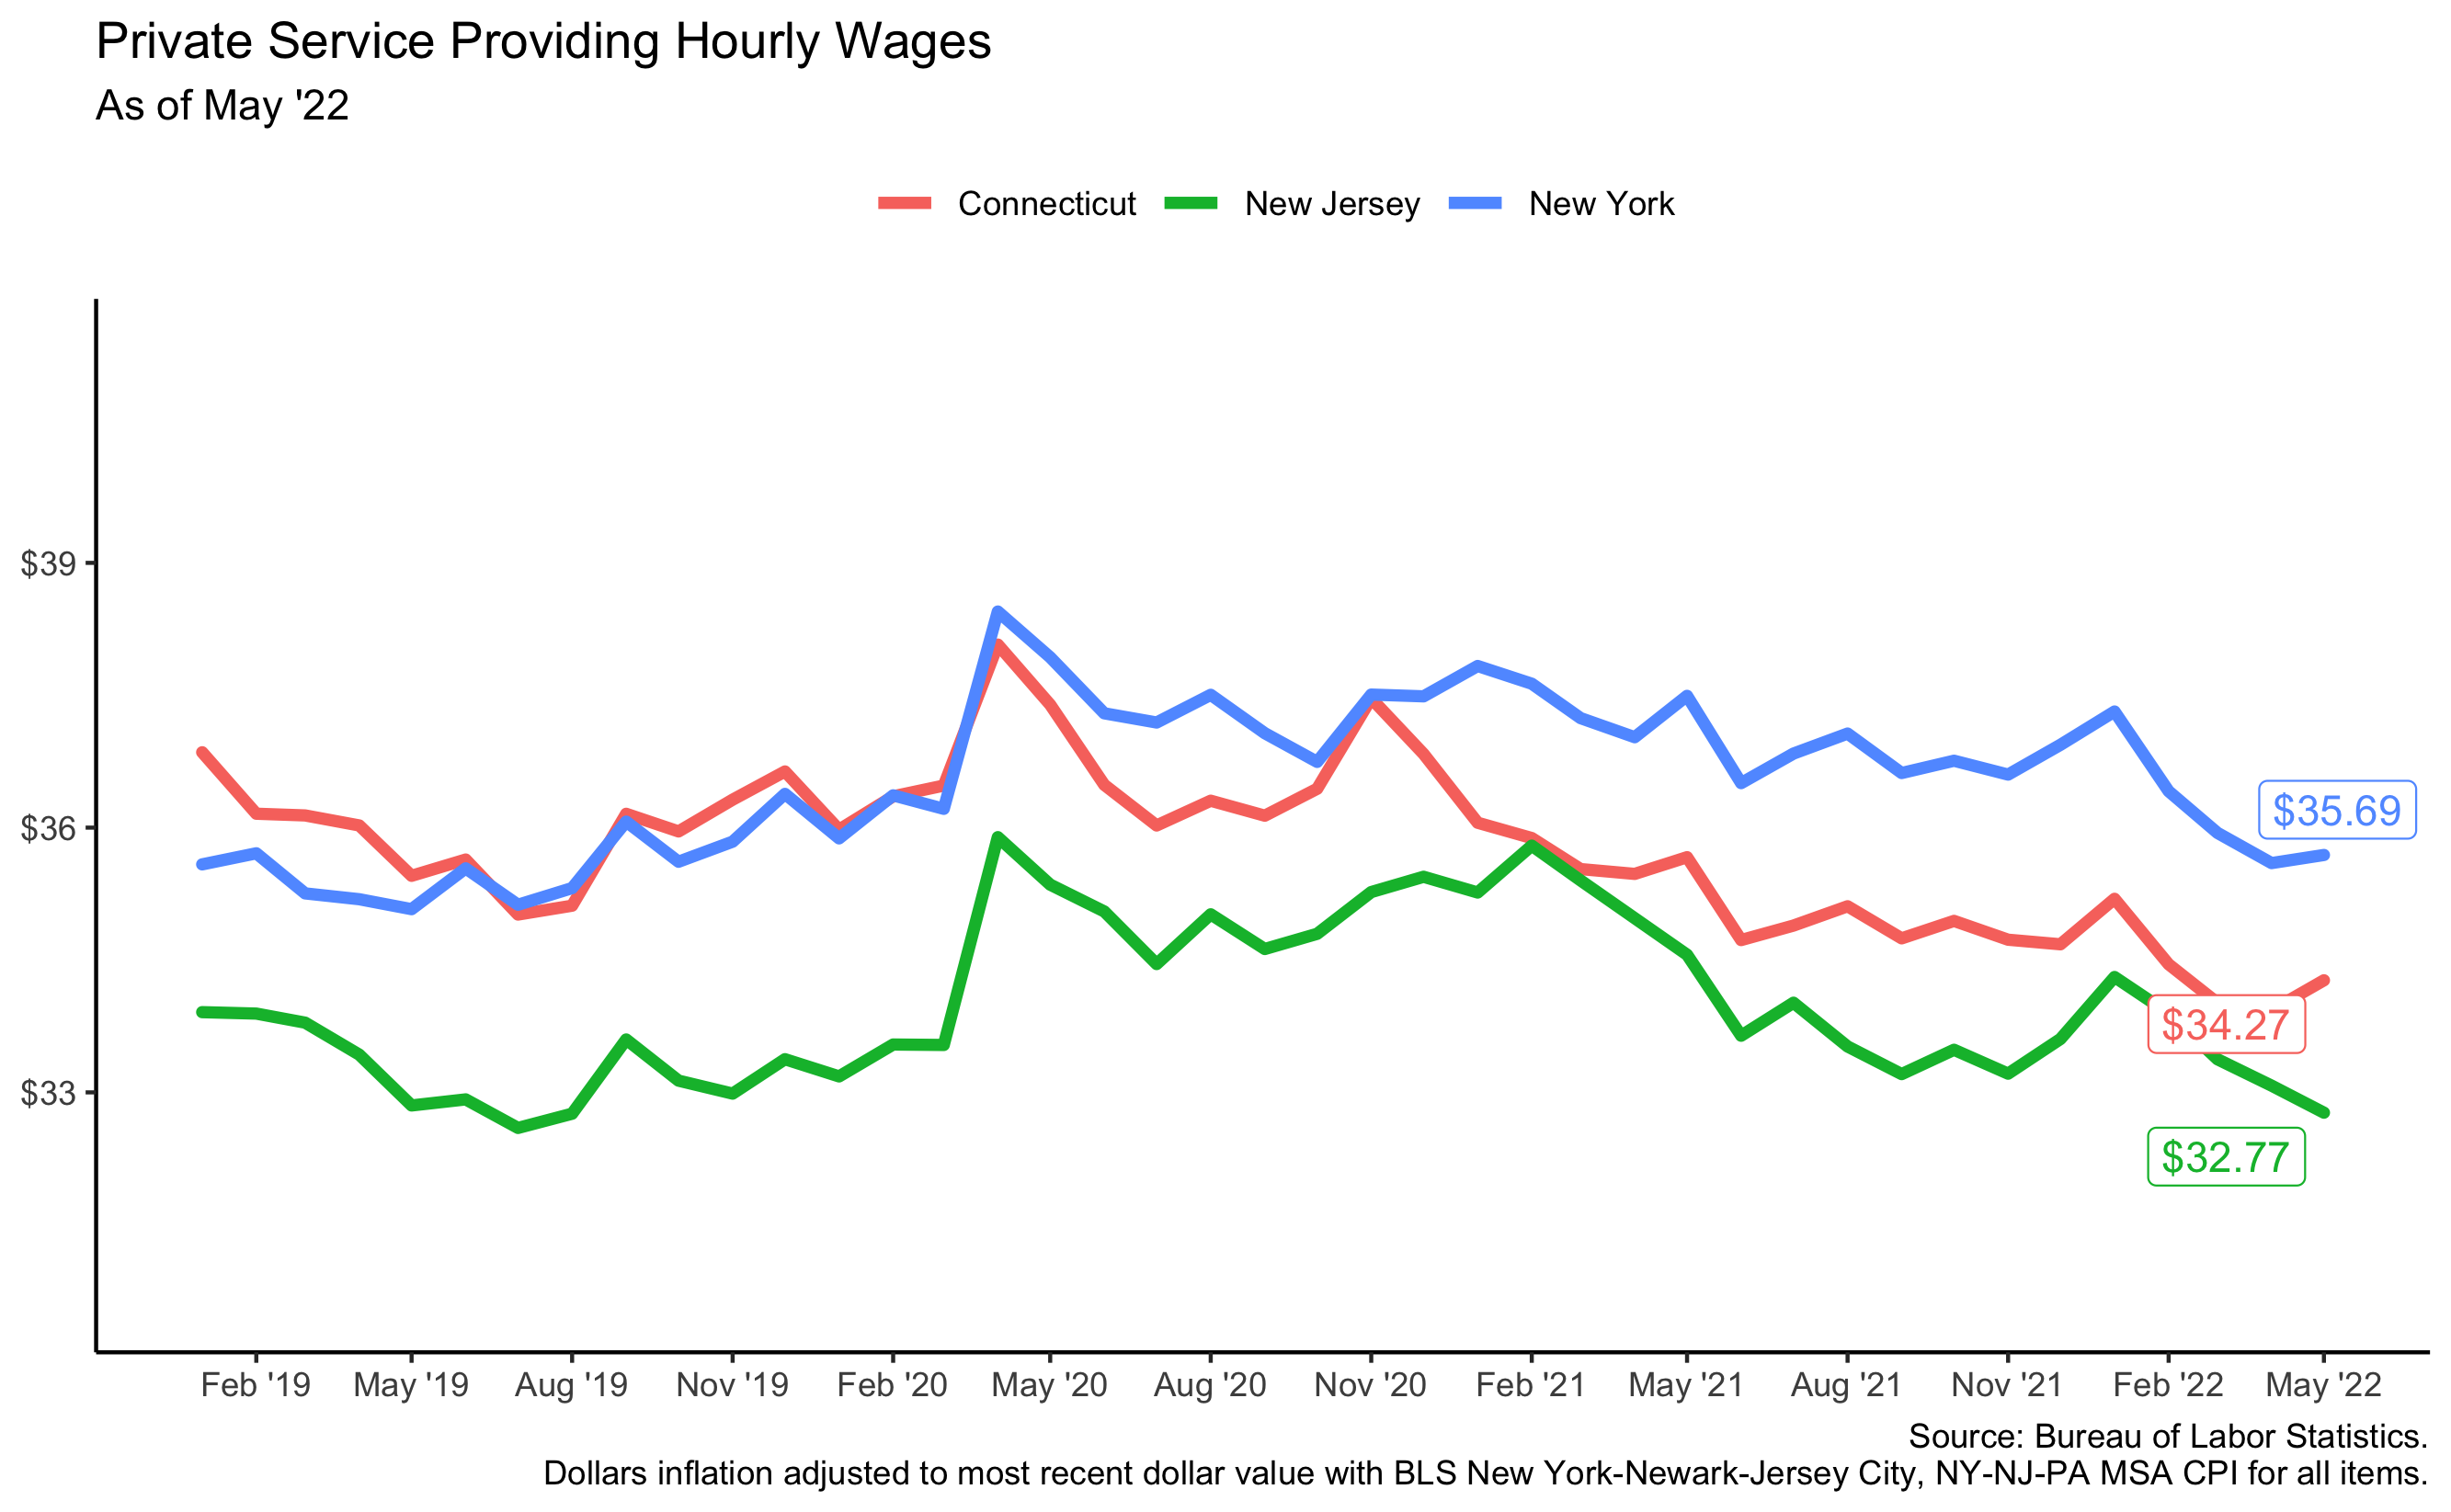 Private Service Providing Hourly Wages
As of May '22
Connecticut New Jersey New York
$39
$36
$33
$35.69
$34.27
$32.77
Feb '19 May '19 Aug '19 Nov '19 Feb '20 May '20 Aug '20 Nov '20 Feb '21 May '21 Aug '21 Nov '21 Feb '22 May '22
Source: Bureau of Labor Statistics.
Dollars inflation adjusted to most recent dollar value with BLS New York-Newark-Jersey City, NY-NJ-PA MSA CPI for all items.